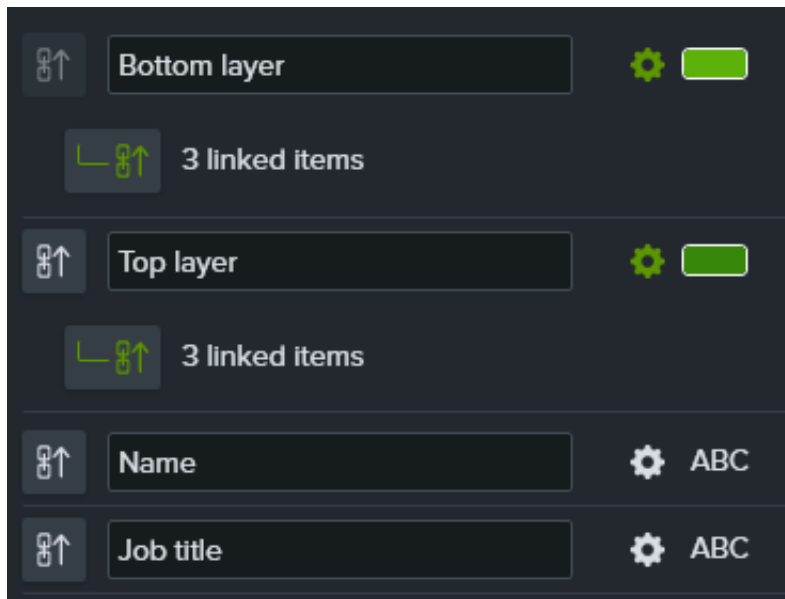 Bottom layer
3 linked items
Top layer
3 linked items
Name ABC
Job title ABC